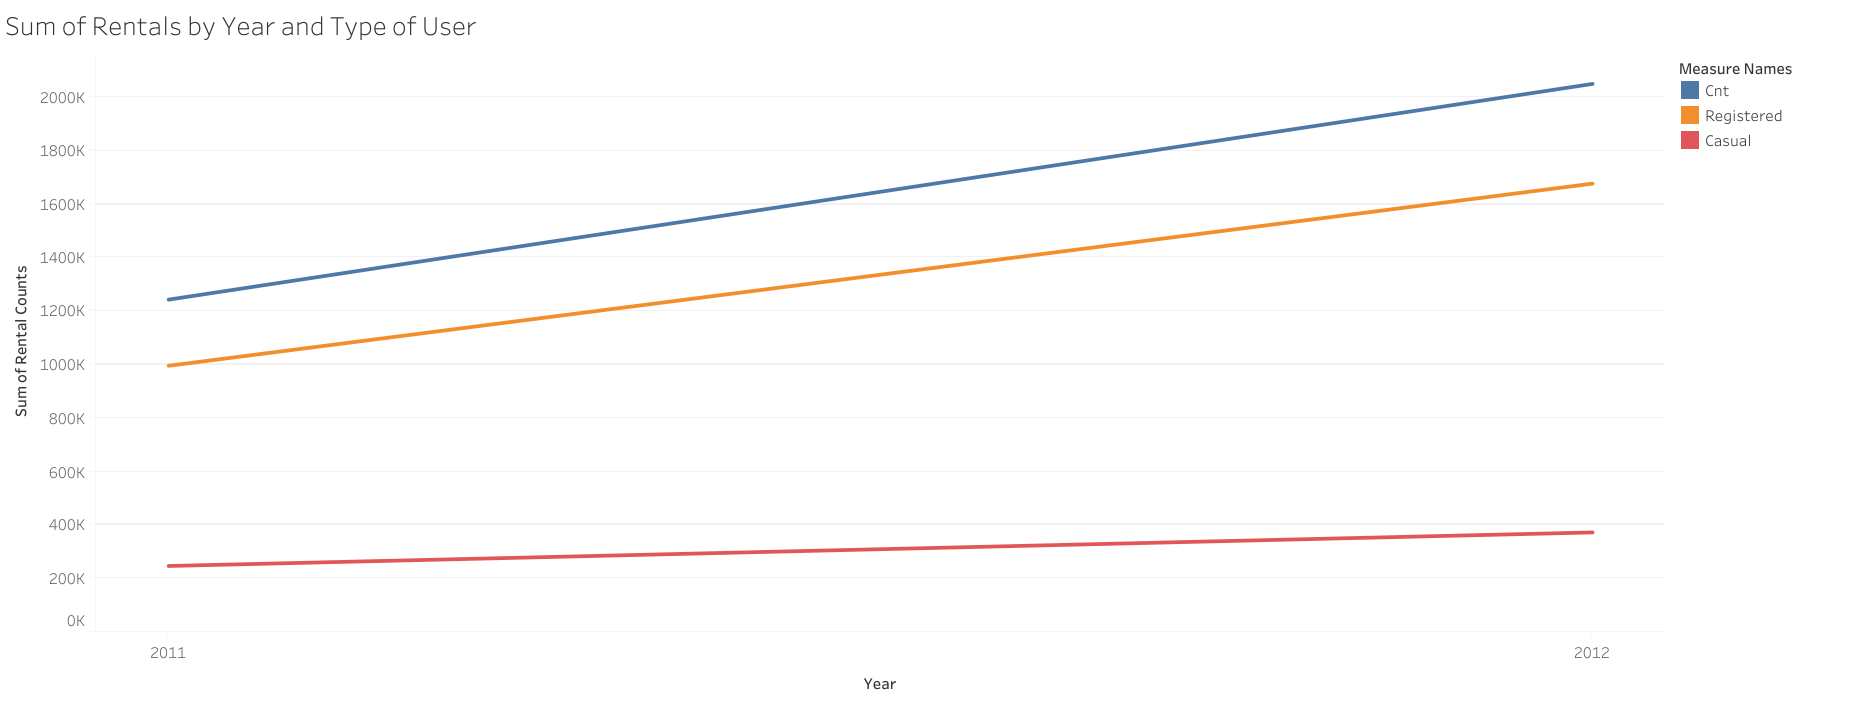 Sum of Rentals by Year and Type of User
Measure Names
Cnt
Registered
Casual
Sum of Rental Counts
2000K
1800K
1600K
1400K
1200K
1000K
800K
600K
400K
200K
0K
2011
2012
Year